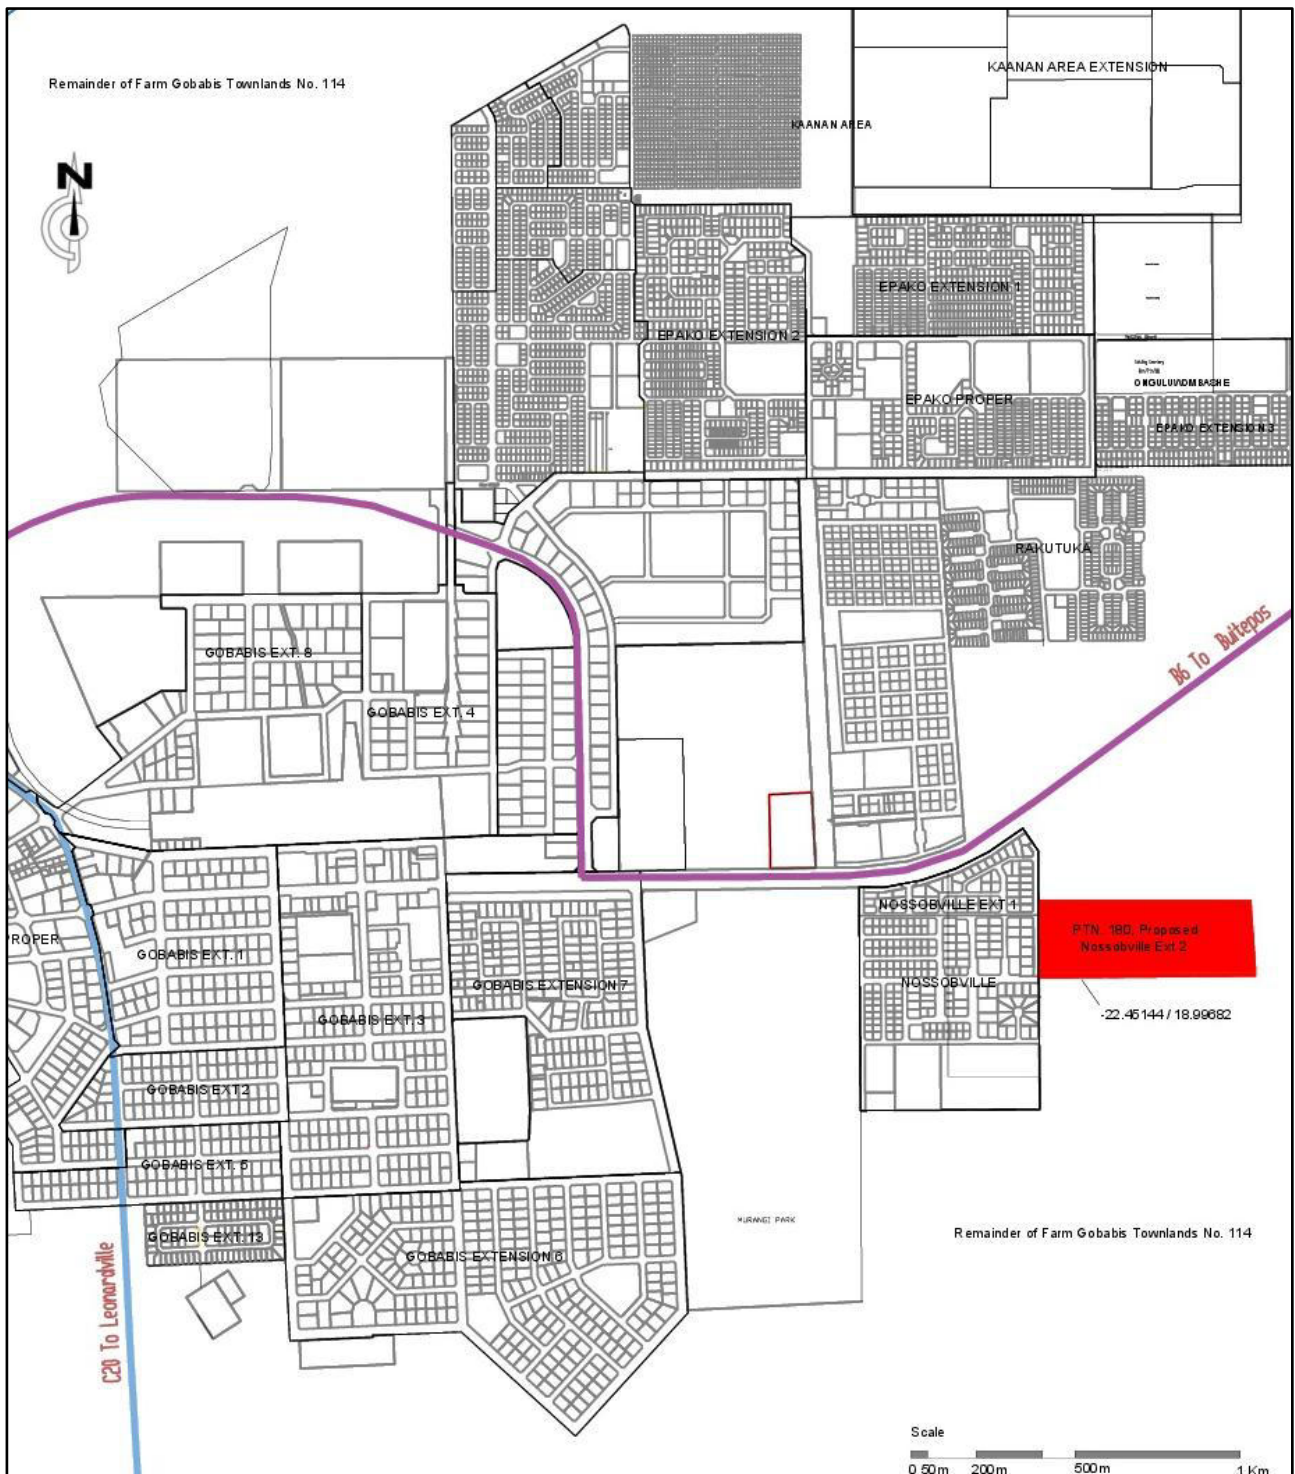 KAANAN AREA EXTENSION
Remainder of Farm Gobabis Townlands No. 114
KAANAN AREA
N
EPAKO EXTENSION 1
EPAKO EXTENSION 2
ONGULUMOMBASHE
EPAKO PROPER
EPAKO EXTENSION 3
RAKUTUKA
B6 To Buitepos
GOBABIS EXT. 8
GOBABIS EXT. 4
NOSSOBVILLE EXT 1
PTN. 180, Proposed
Nossobville Ext 2
PROPER
GOBABIS EXT. 1
GOBABIS EXTENSION 7
NOSSOBVILLE
-22.45144 / 18.99682
GOBABIS EXT. 3
GOBABIS EXT 2
GOBABIS EXT. 5
MURANGI PARK
Remainder of Farm Gobabis Townlands No. 114
GOBABIS EXT. 13
GOBABIS EXTENSION 6
C20 To Leonardville
Scale
0 50m 200m 500m 1 Km